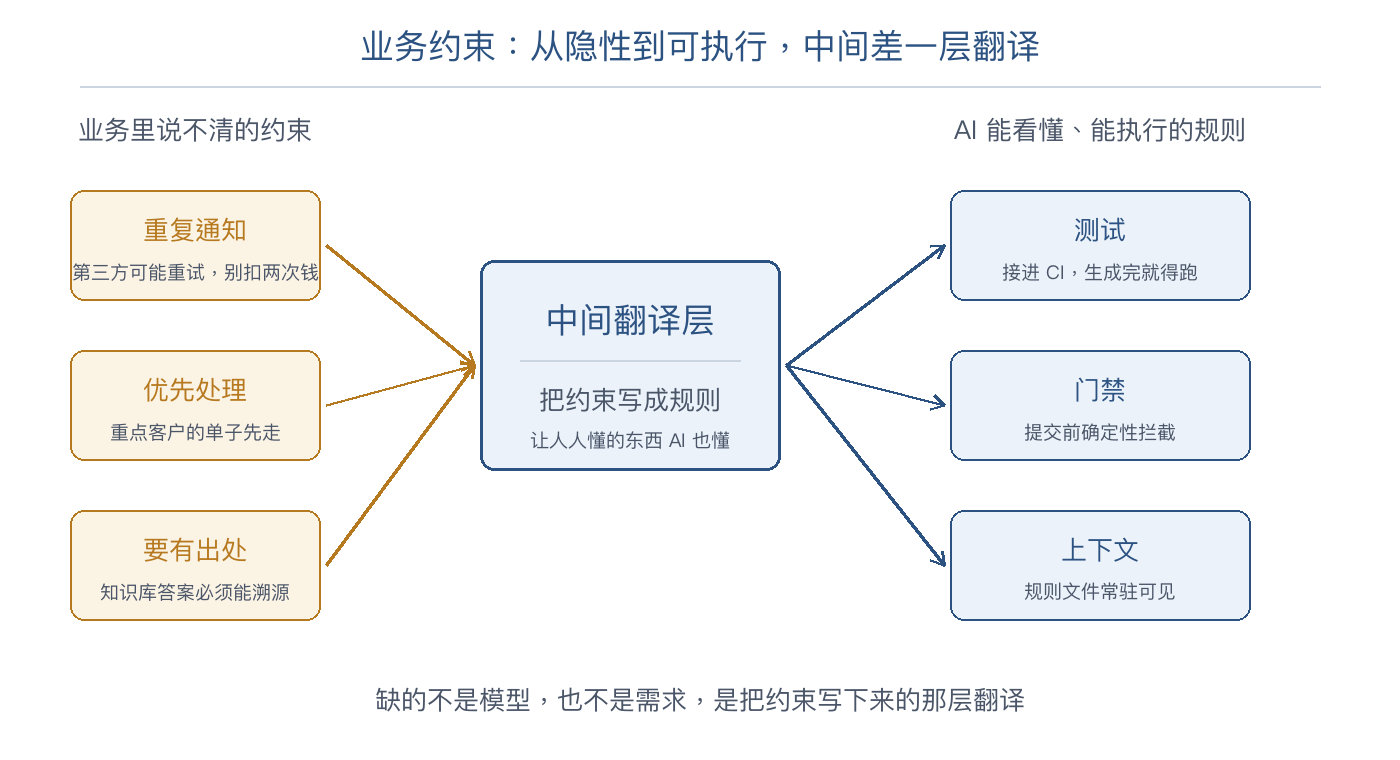 业务约束：从隐性到可执行，中间差一层翻译
业务里说不清的约束
AI 能看懂、能执行的规则
重复通知
第三方可能重试，别扣两次钱
优先处理
重点客户的单子先走
要有出处
知识库答案必须能溯源
中间翻译层
把约束写成规则
让人人懂的东西 AI 也懂
测试
接进 CI，生成完就得跑
门禁
提交前确定性拦截
上下文
规则文件常驻可见
缺的不是模型，也不是需求，是把约束写下来的那层翻译